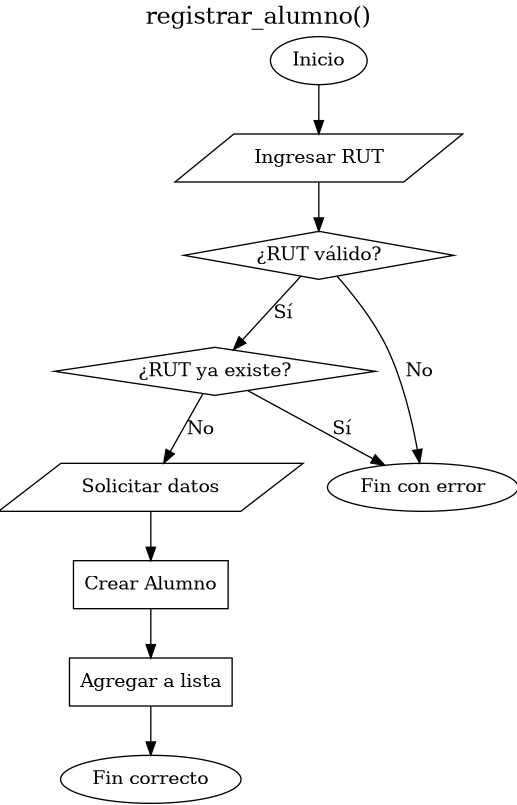 registrar_alumno()
Inicio
Ingresar RUT
¿RUT válido?
Sí
¿RUT ya existe?
No
No
Sí
Solicitar datos
Fin con error
Crear Alumno
Agregar a lista
Fin correcto